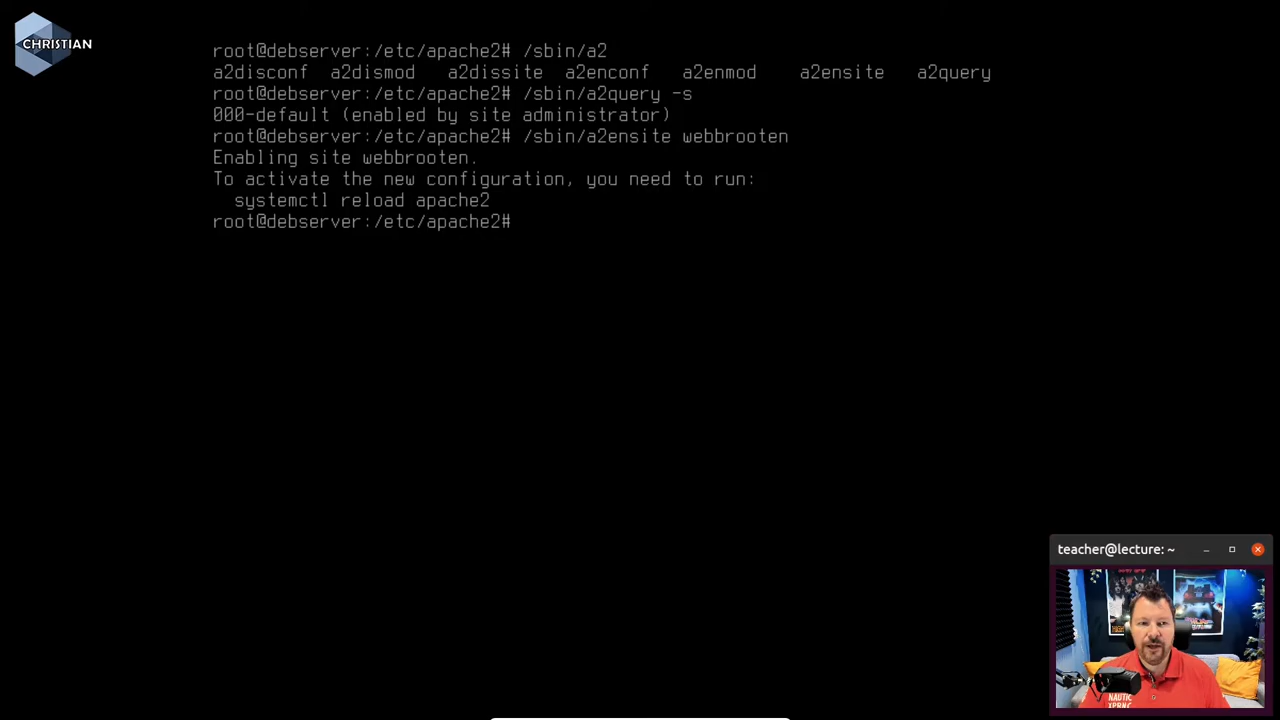 CHRISTIAN
root@debserver:/etc/apache2# /sbin/a2
a2disconf a2dismod a2dissite a2enconf a2enmod a2ensite a2query
root@debserver:/etc/apache2# /sbin/a2query -s
000-default (enabled by site administrator)
root@debserver:/etc/apache2# /sbin/a2ensite webbrooten
Enabling site webbrooten.
To activate the new configuration, you need to run:
  systemctl reload apache2
root@debserver:/etc/apache2#
teacher@lecture: ~
NAUTIC
XPRNC